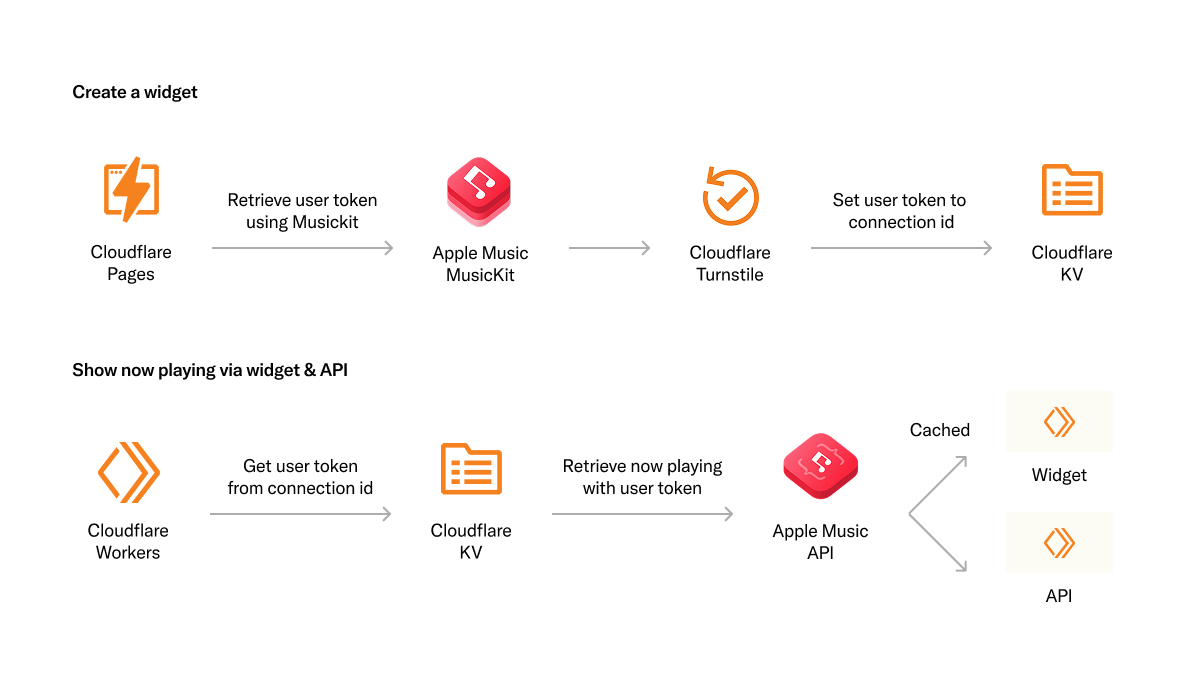 Create a widget
Retrieve user token
using Musickit
Set user token to
connection id
Cloudflare
Pages
Apple Music
MusicKit
Cloudflare
Turnstile
Cloudflare
KV
Show now playing via widget & API
Cached
Get user token
from connection id
Retrieve now playing
with user token
Widget
Cloudflare
Workers
Cloudflare
KV
Apple Music
API
API